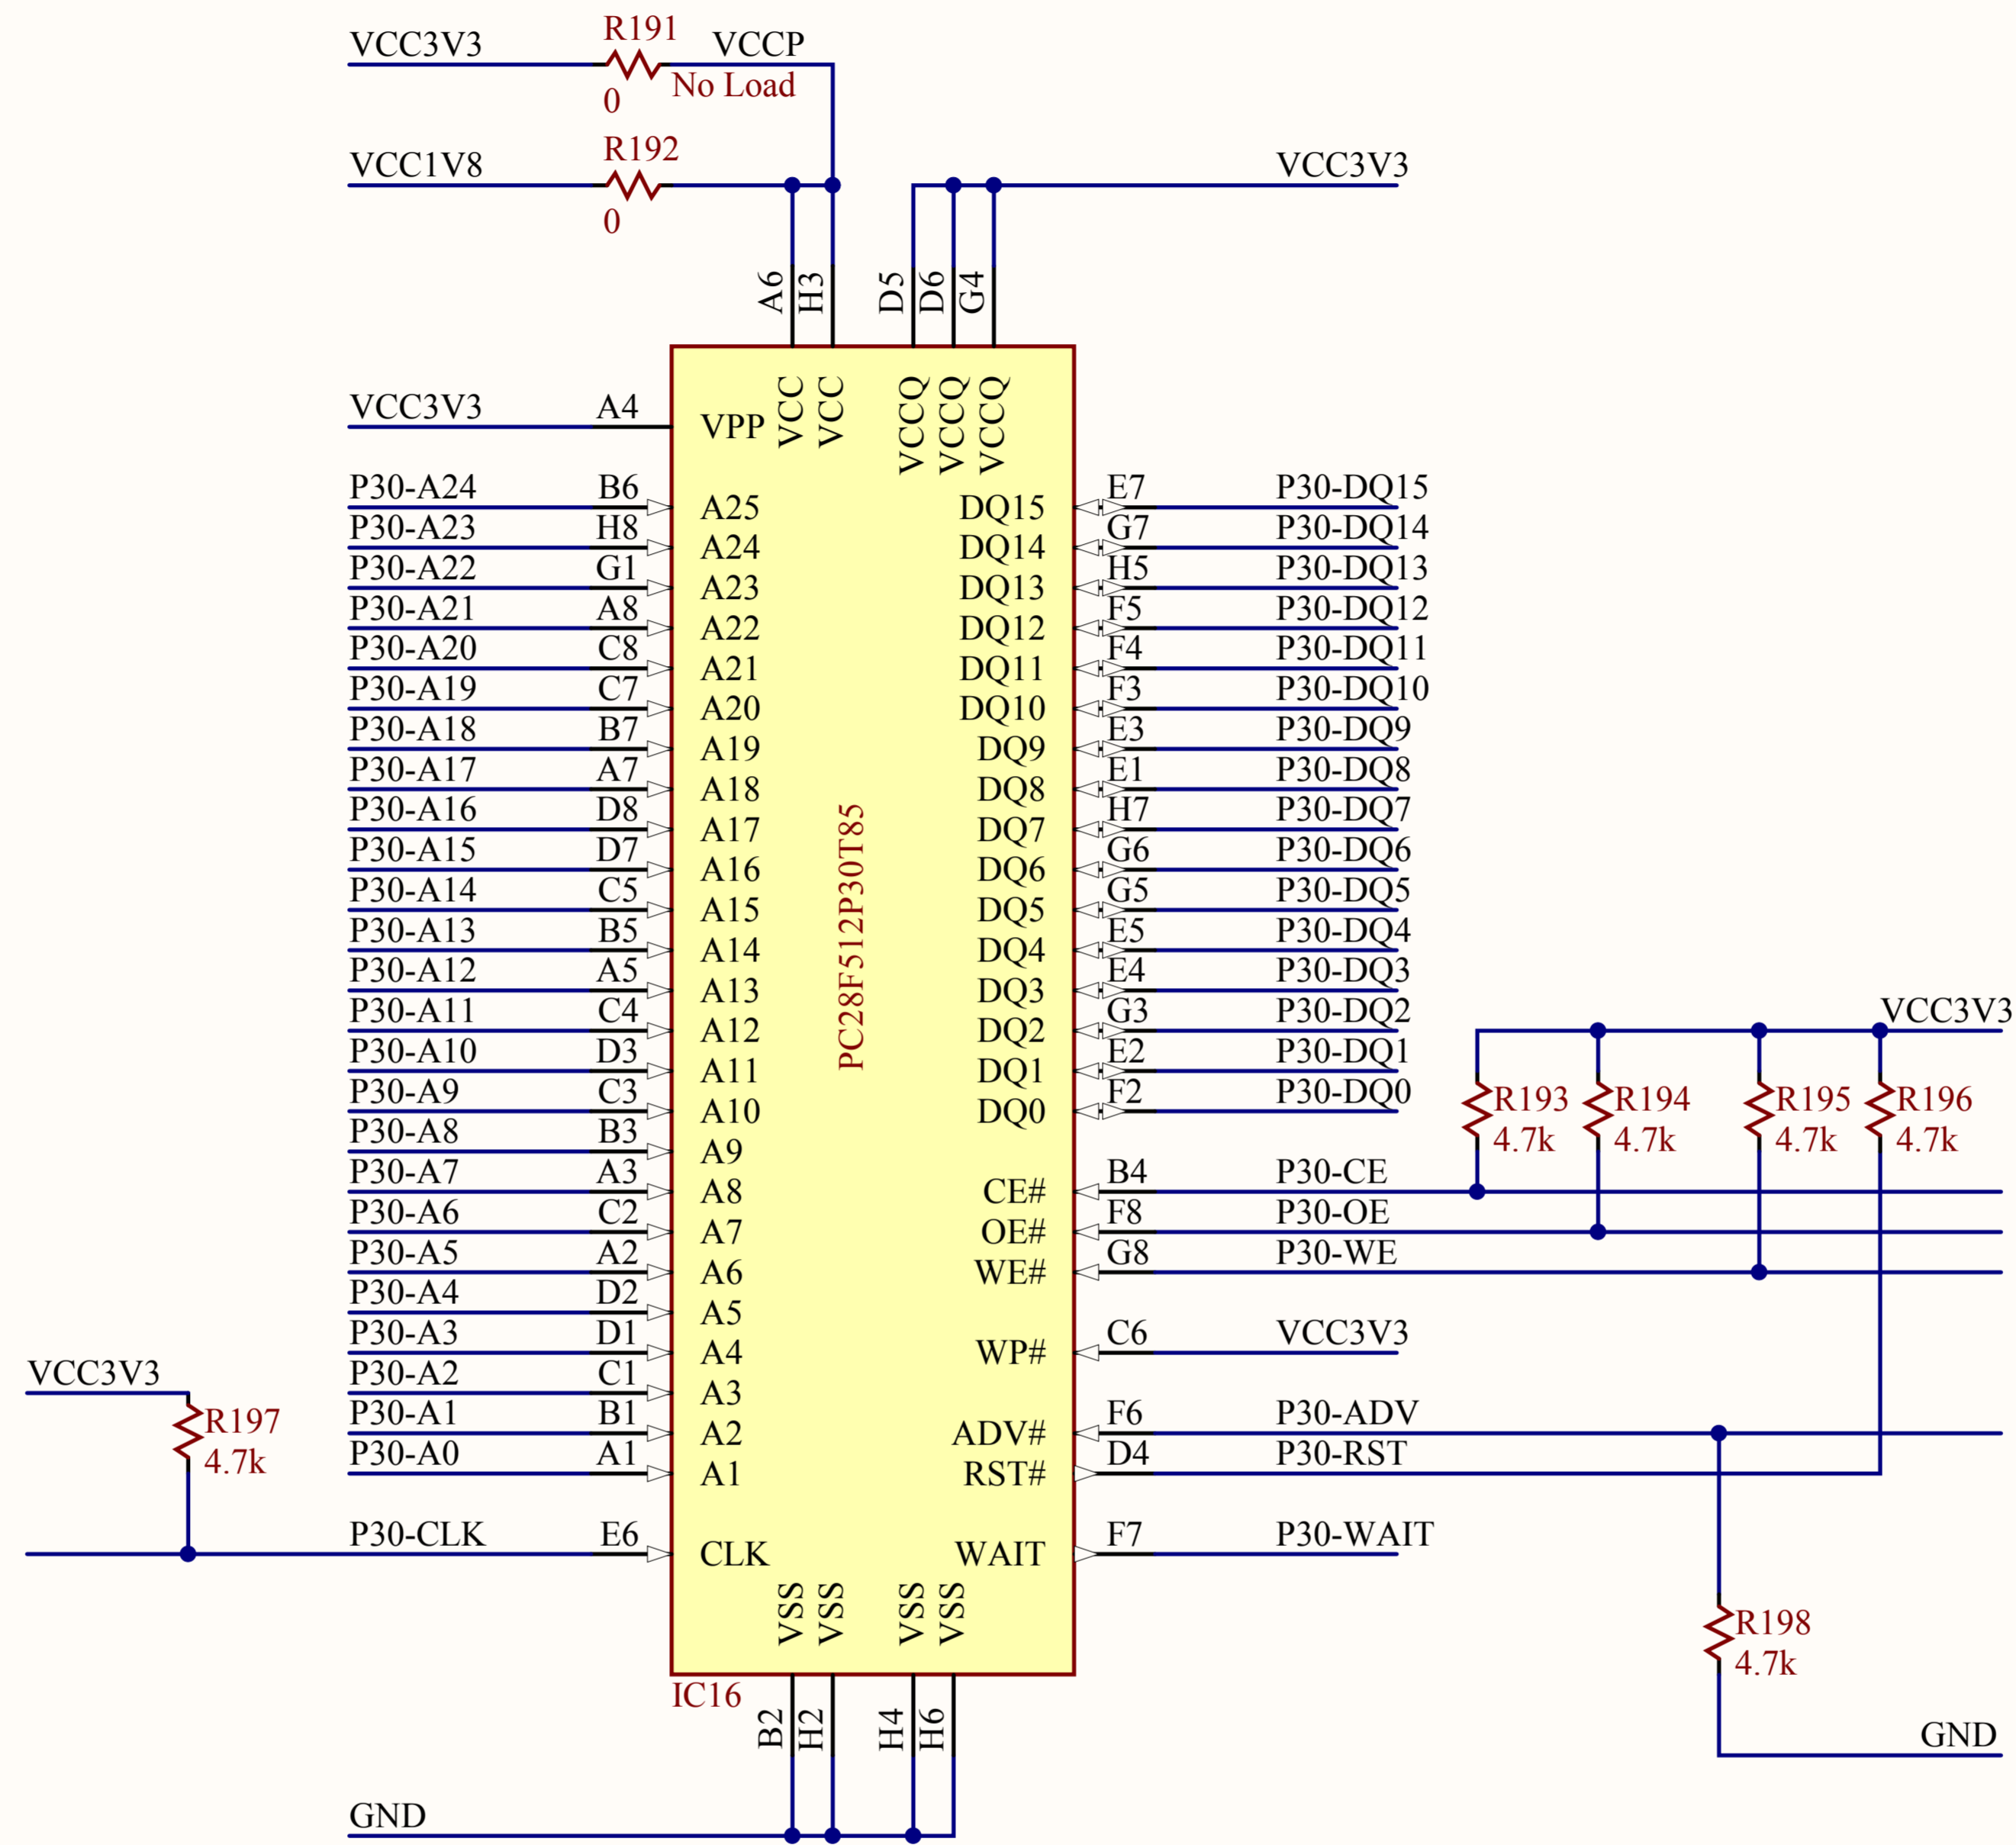 R191
VCC3V3
VCCP
No Load
0
R192
VCC1V8
0
VCC3V3
A6
H3
D5
D6
G4
VCC
VCC
VCCQ
VCCQ
VCCQ
VCC3V3 A4 VPP
P30-A24 B6 A25 DQ15 E7 P30-DQ15
P30-A23 H8 A24 DQ14 G7 P30-DQ14
P30-A22 G1 A23 DQ13 H5 P30-DQ13
P30-A21 A8 A22 DQ12 F5 P30-DQ12
P30-A20 C8 A21 DQ11 F4 P30-DQ11
P30-A19 C7 A20 DQ10 F3 P30-DQ10
P30-A18 B7 A19 DQ9 E3 P30-DQ9
P30-A17 A7 A18 DQ8 E1 P30-DQ8
P30-A16 D8 A17 DQ7 H7 P30-DQ7
P30-A15 D7 A16 DQ6 G6 P30-DQ6
P30-A14 C5 A15 DQ5 G5 P30-DQ5
P30-A13 B5 A14 DQ4 E5 P30-DQ4
P30-A12 A5 A13 DQ3 E4 P30-DQ3
P30-A11 C4 A12 DQ2 G3 P30-DQ2
P30-A10 D3 A11 DQ1 E2 P30-DQ1
P30-A9 C3 A10 DQ0 F2 P30-DQ0
P30-A8 B3 A9
P30-A7 A3 A8 CE# B4 P30-CE
P30-A6 C2 A7 OE# F8 P30-OE
P30-A5 A2 A6 WE# G8 P30-WE
P30-A4 D2 A5
P30-A3 D1 A4 WP# C6 VCC3V3
P30-A2 C1 A3
P30-A1 B1 A2 ADV# F6 P30-ADV
P30-A0 A1 A1 RST# D4 P30-RST
P30-CLK E6 CLK WAIT F7 P30-WAIT
PC28F512P30T85
VCC3V3
R193
4.7k
R194
4.7k
R195
4.7k
R196
4.7k
VCC3V3
R197
4.7k
R198
4.7k
GND
VSS
VSS
VSS
VSS
IC16
B2
H2
H4
H6
GND